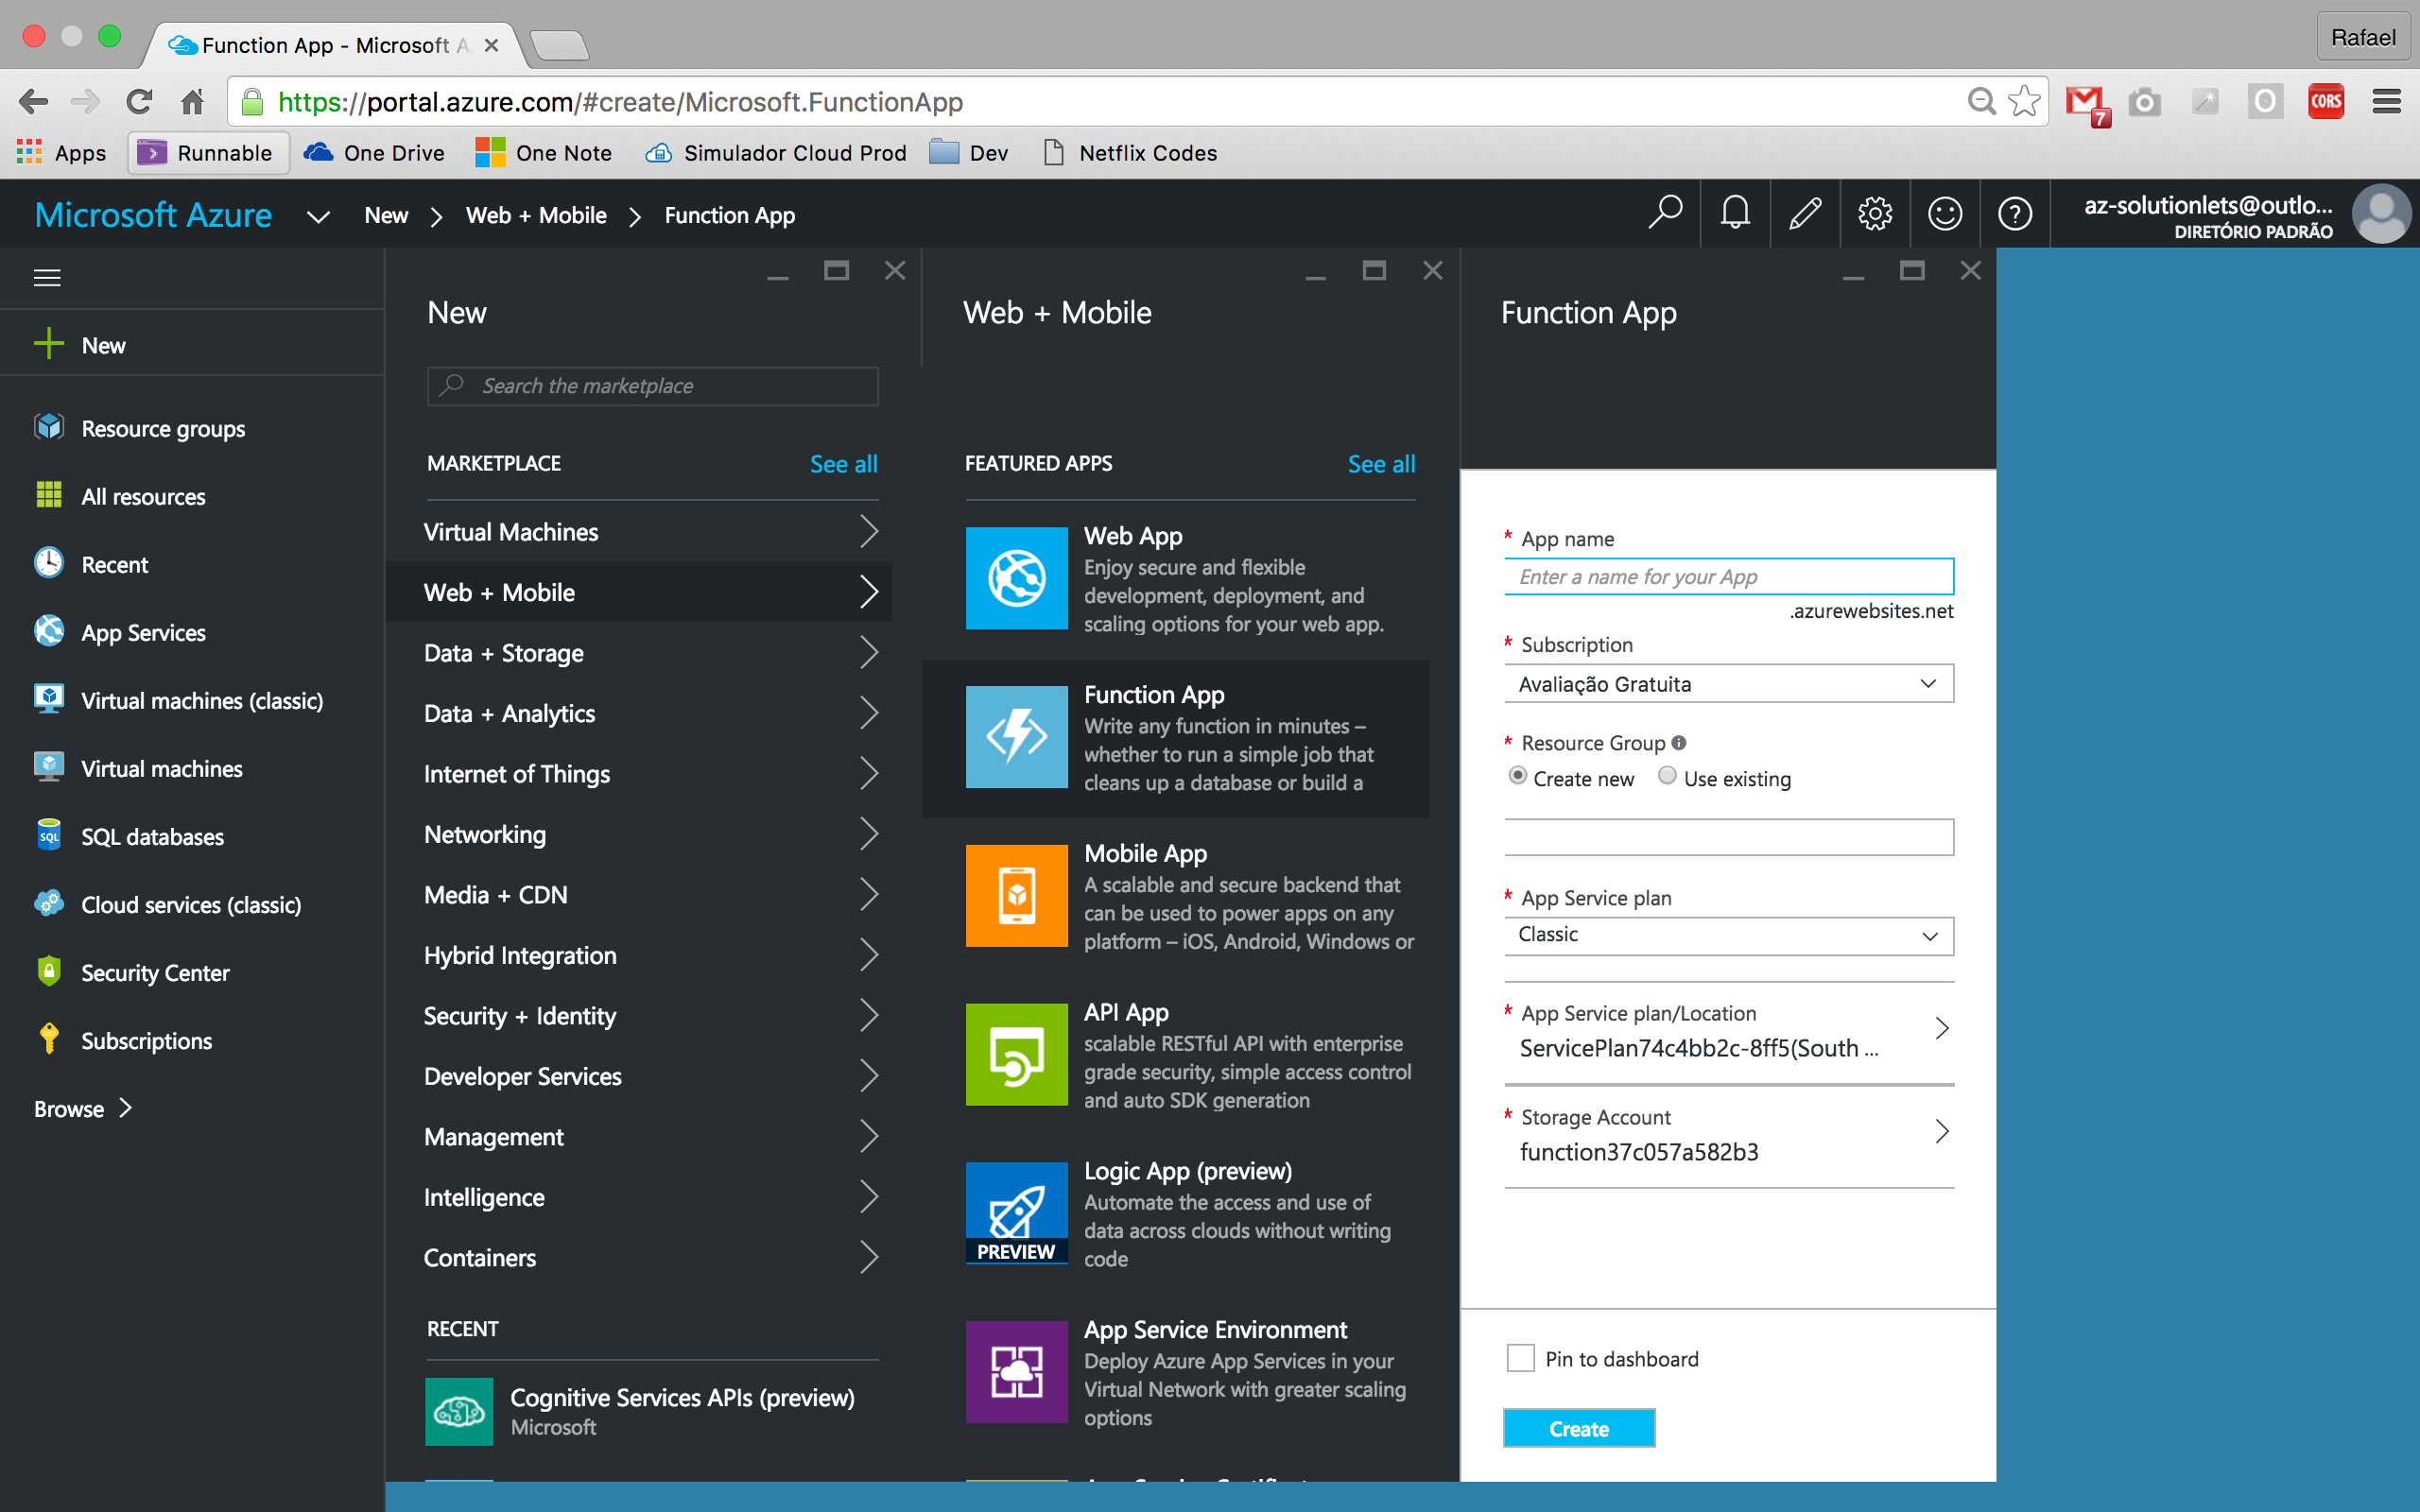 Function App - Microsoft A
Rafael
https://portal.azure.com/#create/Microsoft.FunctionApp
7
O
CORS
Apps
Runnable
One Drive
One Note
Simulador Cloud Prod
Dev
Netflix Codes
Microsoft Azure
New
Web + Mobile
Function App
az-solutionlets@outlo...
DIRETÓRIO PADRÃO
New
Resource groups
All resources
Recent
App Services
Virtual machines (classic)
Virtual machines
SQL
SQL databases
Cloud services (classic)
Security Center
Subscriptions
Browse
New
Search the marketplace
MARKETPLACE
See all
Virtual Machines
Web + Mobile
Data + Storage
Data + Analytics
Internet of Things
Networking
Media + CDN
Hybrid Integration
Security + Identity
Developer Services
Management
Intelligence
Containers
RECENT
Cognitive Services APIs (preview)
Microsoft
Web + Mobile
FEATURED APPS
See all
Web App
Enjoy secure and flexible
development, deployment, and
scaling options for your web app.
Function App
Write any function in minutes –
whether to run a simple job that
cleans up a database or build a
Mobile App
A scalable and secure backend that
can be used to power apps on any
platform – iOS, Android, Windows or
API App
scalable RESTful API with enterprise
grade security, simple access control
and auto SDK generation
Logic App (preview)
Automate the access and use of
data across clouds without writing
code
PREVIEW
App Service Environment
Deploy Azure App Services in your
Virtual Network with greater scaling
options
Function App
* App name
Enter a name for your App
.azurewebsites.net
* Subscription
Avaliação Gratuita
* Resource Group
Create new
Use existing
* App Service plan
Classic
* App Service plan/Location
ServicePlan74c4bb2c-8ff5(South ...
* Storage Account
function37c057a582b3
Pin to dashboard
Create